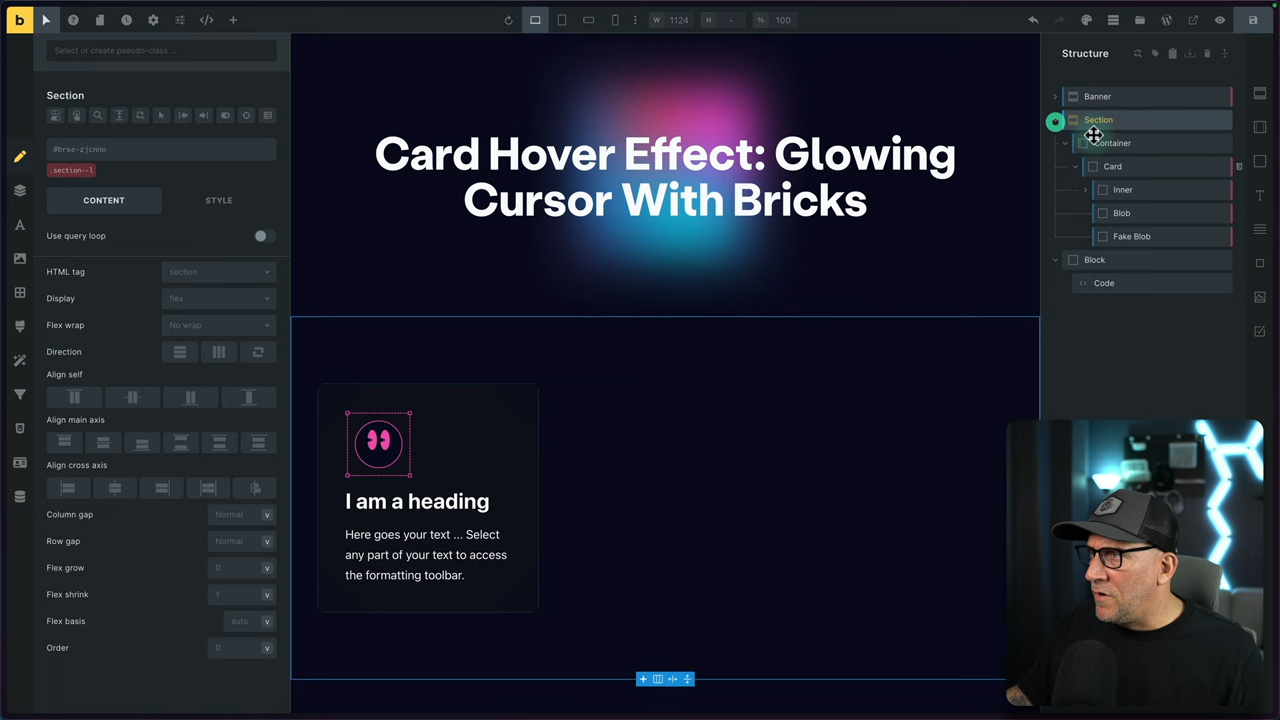 b
W 1124 H - % 100
Select or create pseudo-class ...
Section
#brxe-zjcnno
.section--l
CONTENT
STYLE
Use query loop
HTML tag
section
Display
flex
Flex wrap
No wrap
Direction
Align self
Align main axis
Align cross axis
Column gap
Normal
v
Row gap
Normal
v
Flex grow
0
v
Flex shrink
1
v
Flex basis
auto
v
Order
0
v
Card Hover Effect: Glowing
Cursor With Bricks
I am a heading
Here goes your text ... Select
any part of your text to access
the formatting toolbar.
Structure
Banner
Section
Container
Card
Inner
Blob
Fake Blob
Block
Code